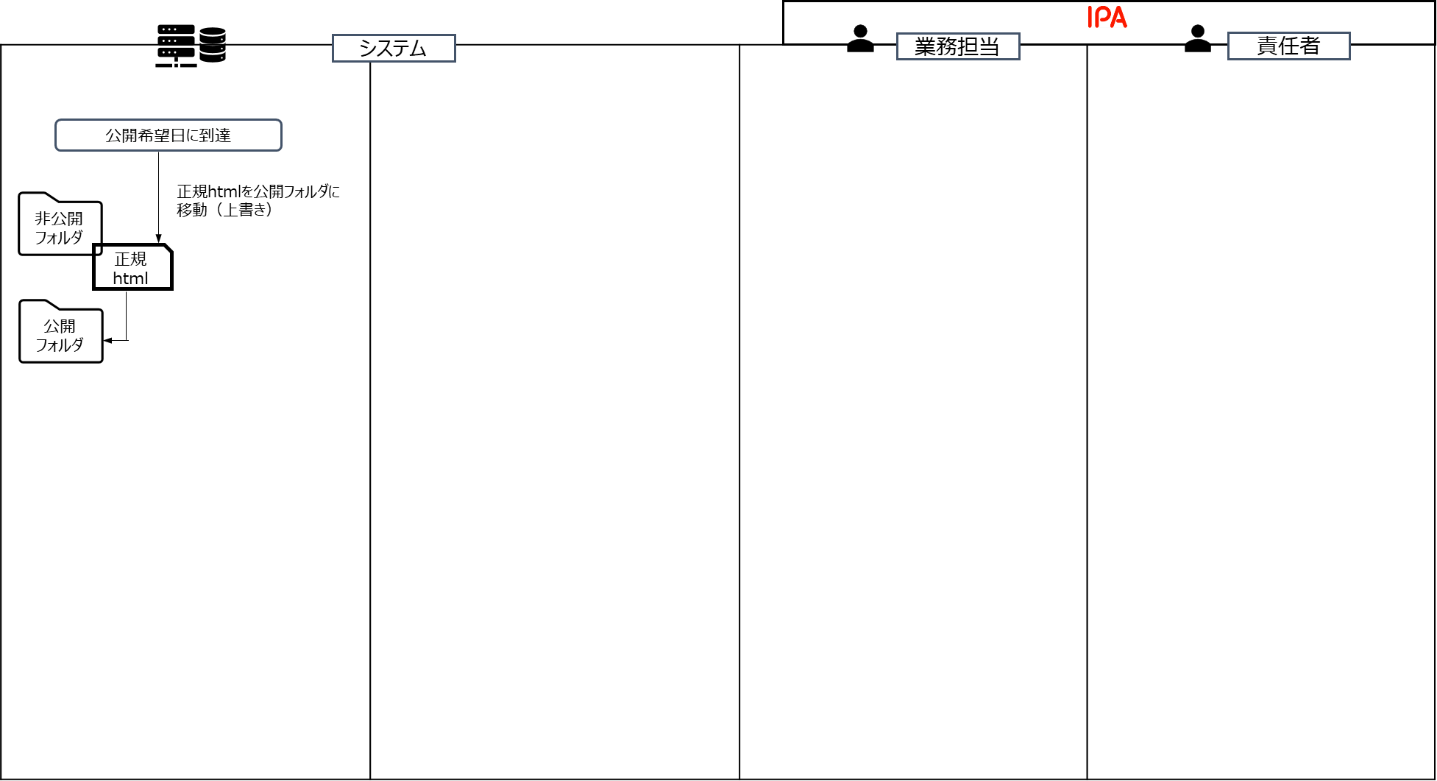 IPA
システム
業務担当
責任者
公開希望日に到達
正規htmlを公開フォルダに
移動（上書き）
非公開
フォルダ
正規
html
公開
フォルダ